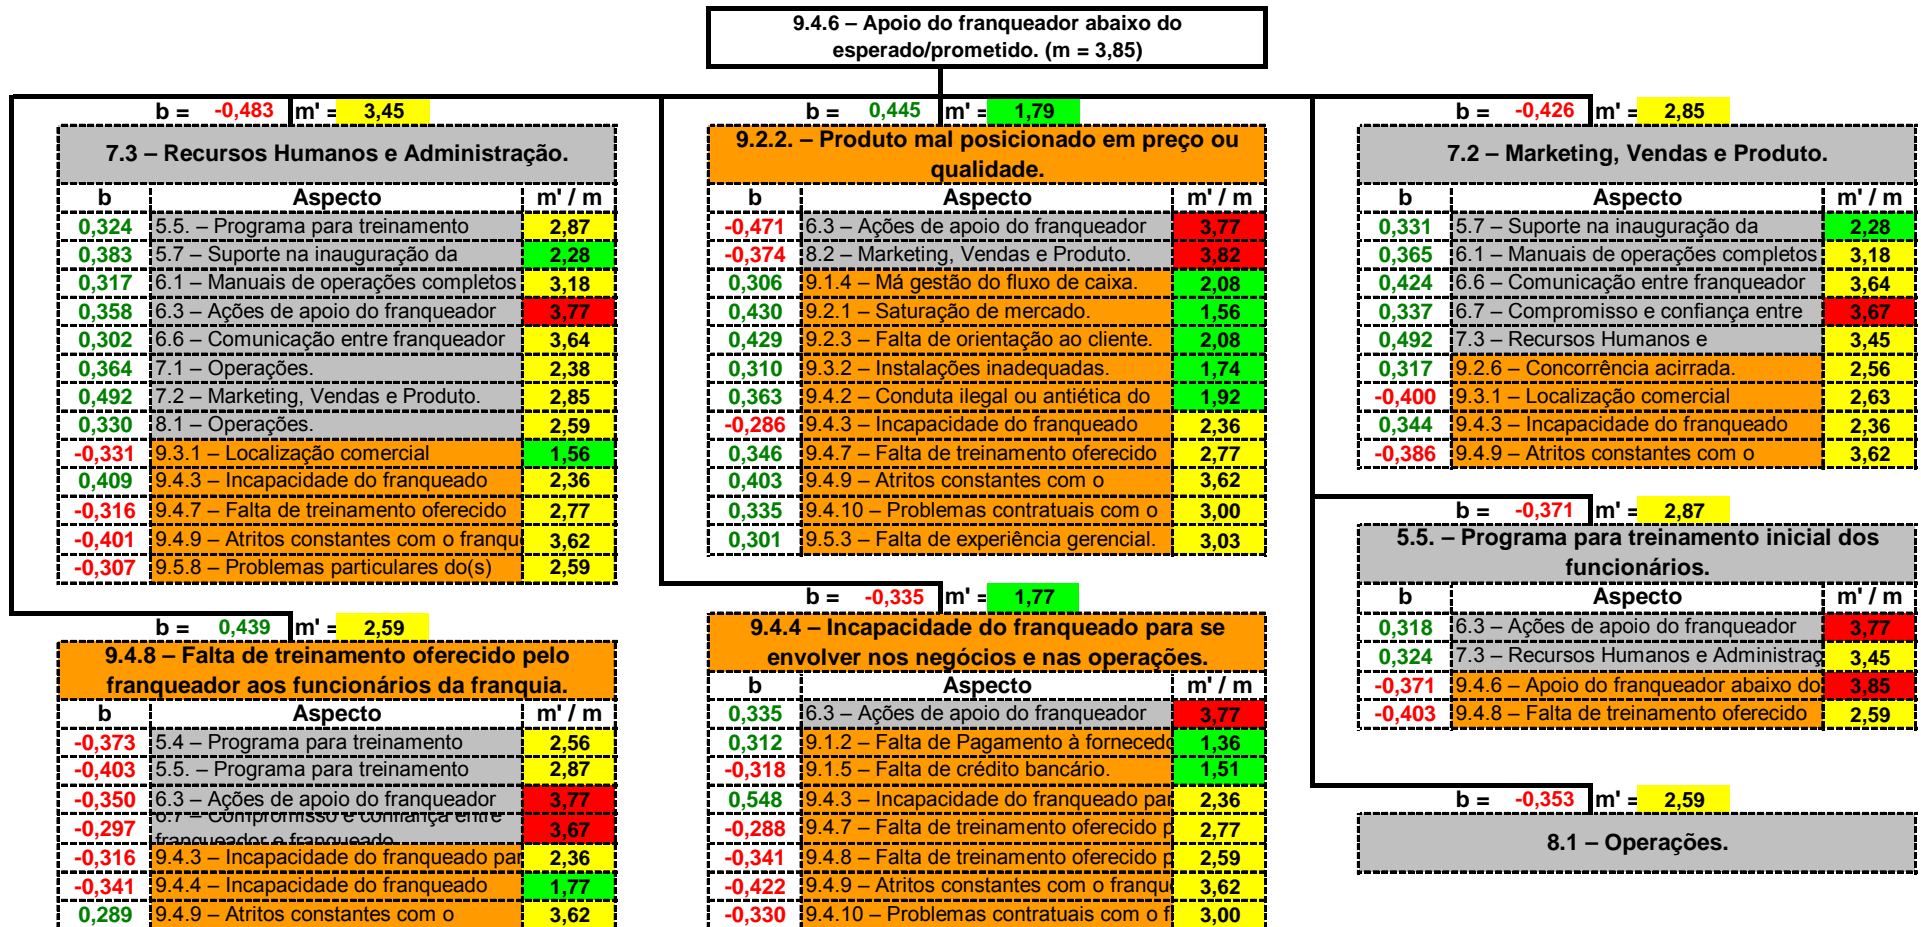 9.4.6 – Apoio do franqueador abaixo do
esperado/prometido. (m = 3,85)
b = -0,483 m' = 3,45
7.3 – Recursos Humanos e Administração.
b Aspecto m' / m
0,324 5.5. – Programa para treinamento 2,87
0,383 5.7 – Suporte na inauguração da 2,28
0,317 6.1 – Manuais de operações completos 3,18
0,358 6.3 – Ações de apoio do franqueador 3,77
0,302 6.6 – Comunicação entre franqueador 3,64
0,364 7.1 – Operações. 2,38
0,492 7.2 – Marketing, Vendas e Produto. 2,85
0,330 8.1 – Operações. 2,59
-0,331 9.3.1 – Localização comercial 1,56
0,409 9.4.3 – Incapacidade do franqueado 2,36
-0,316 9.4.7 – Falta de treinamento oferecido 2,77
-0,401 9.4.9 – Atritos constantes com o franqu 3,62
-0,307 9.5.8 – Problemas particulares do(s) 2,59
b = 0,439 m' = 2,59
9.4.8 – Falta de treinamento oferecido pelo
franqueador aos funcionários da franquia.
b Aspecto m' / m
-0,373 5.4 – Programa para treinamento 2,56
-0,403 5.5. – Programa para treinamento 2,87
-0,350 6.3 – Ações de apoio do franqueador 3,77
-0,297 6.7 – Compromisso e confiança entre 3,67
franqueador e franqueado
-0,316 9.4.3 – Incapacidade do franqueado par 2,36
-0,341 9.4.4 – Incapacidade do franqueado 1,77
0,289 9.4.9 – Atritos constantes com o 3,62
b = 0,445 m' = 1,79
9.2.2. – Produto mal posicionado em preço ou
qualidade.
b Aspecto m' / m
-0,471 6.3 – Ações de apoio do franqueador 3,77
-0,374 8.2 – Marketing, Vendas e Produto. 3,82
0,306 9.1.4 – Má gestão do fluxo de caixa. 2,08
0,430 9.2.1 – Saturação de mercado. 1,56
0,429 9.2.3 – Falta de orientação ao cliente. 2,08
0,310 9.3.2 – Instalações inadequadas. 1,74
0,363 9.4.2 – Conduta ilegal ou antiética do 1,92
-0,286 9.4.3 – Incapacidade do franqueado 2,36
0,346 9.4.7 – Falta de treinamento oferecido 2,77
0,403 9.4.9 – Atritos constantes com o 3,62
0,335 9.4.10 – Problemas contratuais com o 3,00
0,301 9.5.3 – Falta de experiência gerencial. 3,03
b = -0,335 m' = 1,77
9.4.4 – Incapacidade do franqueado para se
envolver nos negócios e nas operações.
b Aspecto m' / m
0,335 6.3 – Ações de apoio do franqueador 3,77
0,312 9.1.2 – Falta de Pagamento à fornecedo 1,36
-0,318 9.1.5 – Falta de crédito bancário. 1,51
0,548 9.4.3 – Incapacidade do franqueado par 2,36
-0,288 9.4.7 – Falta de treinamento oferecido p 2,77
-0,341 9.4.8 – Falta de treinamento oferecido p 2,59
-0,422 9.4.9 – Atritos constantes com o franqu 3,62
-0,330 9.4.10 – Problemas contratuais com o f 3,00
b = -0,426 m' = 2,85
7.2 – Marketing, Vendas e Produto.
b Aspecto m' / m
0,331 5.7 – Suporte na inauguração da 2,28
0,365 6.1 – Manuais de operações completos 3,18
0,424 6.6 – Comunicação entre franqueador 3,64
0,337 6.7 – Compromisso e confiança entre 3,67
0,492 7.3 – Recursos Humanos e 3,45
0,317 9.2.6 – Concorrência acirrada. 2,56
-0,400 9.3.1 – Localização comercial 2,63
0,344 9.4.3 – Incapacidade do franqueado 2,36
-0,386 9.4.9 – Atritos constantes com o 3,62
b = -0,371 m' = 2,87
5.5. – Programa para treinamento inicial dos
funcionários.
b Aspecto m' / m
0,318 6.3 – Ações de apoio do franqueador 3,77
0,324 7.3 – Recursos Humanos e Administraç 3,45
-0,371 9.4.6 – Apoio do franqueador abaixo do 3,85
-0,403 9.4.8 – Falta de treinamento oferecido 2,59
b = -0,353 m' = 2,59
8.1 – Operações.